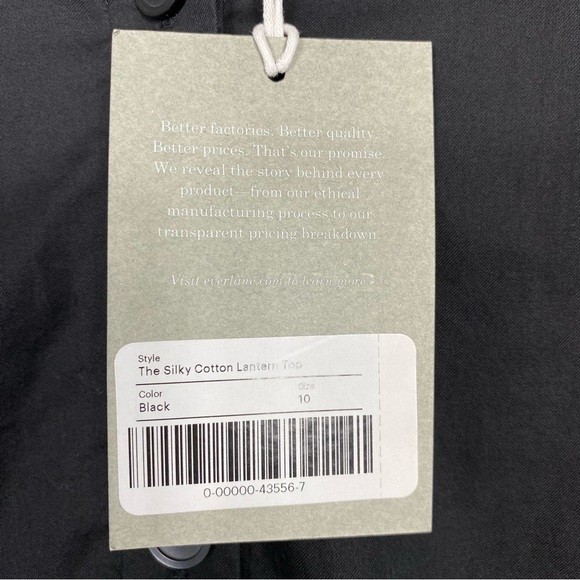 Better factories. Better quality.
Better prices. That's our promise.
We reveal the story behind every
product—from our ethical
manufacturing process to our
transparent pricing breakdown.
Visit everlane.com to learn more.
Style
The Silky Cotton Lantern Top
Color Size
Black 10
0-00000-43556-7